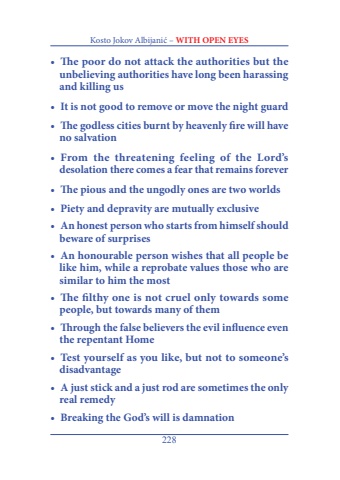 Kosto Jokov Albijanić – WITH OPEN EYES
• The poor do not attack the authorities but the
unbelieving authorities have long been harassing
and killing us
• It is not good to remove or move the night guard
• The godless cities burnt by heavenly fire will have
no salvation
• From the threatening feeling of the Lord's
desolation there comes a fear that remains forever
• The pious and the ungodly ones are two worlds
• Piety and depravity are mutually exclusive
• An honest person who starts from himself should
beware of surprises
• An honourable person wishes that all people be
like him, while a reprobate values those who are
similar to him the most
• The filthy one is not cruel only towards some
people, but towards many of them
• Through the false believers the evil influence even
the repentant Home
• Test yourself as you like, but not to someone's
disadvantage
• A just stick and a just rod are sometimes the only
real remedy
• Breaking the God's will is damnation
228